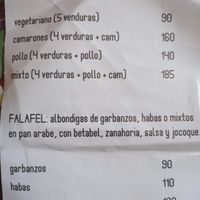 vegetariano (5 venduras) 90
camarones (4 verduras + cam) 160
pollo (4 verduras + pollo) 140
mixto (4 verduras + pollo + cam) 185
FALAFEL: albondigas de garbanzos, habas o mixtos
en pan arabe, con betabel, zanahoria, salsa y jocoque.
garbanzos 90
habas 110